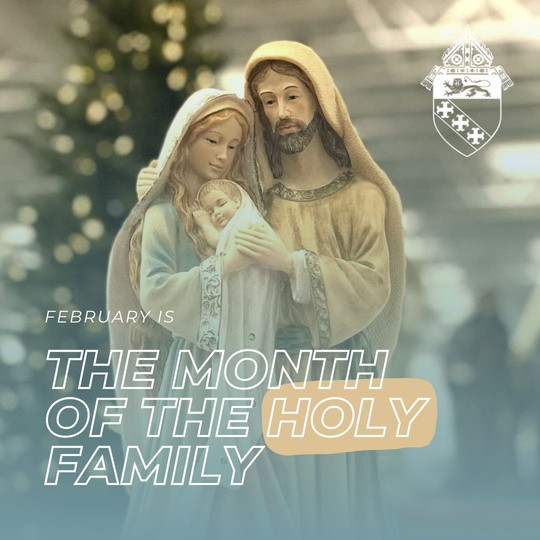 FEBRUARY IS
THE MONTH
OF THE HOLY
FAMILY